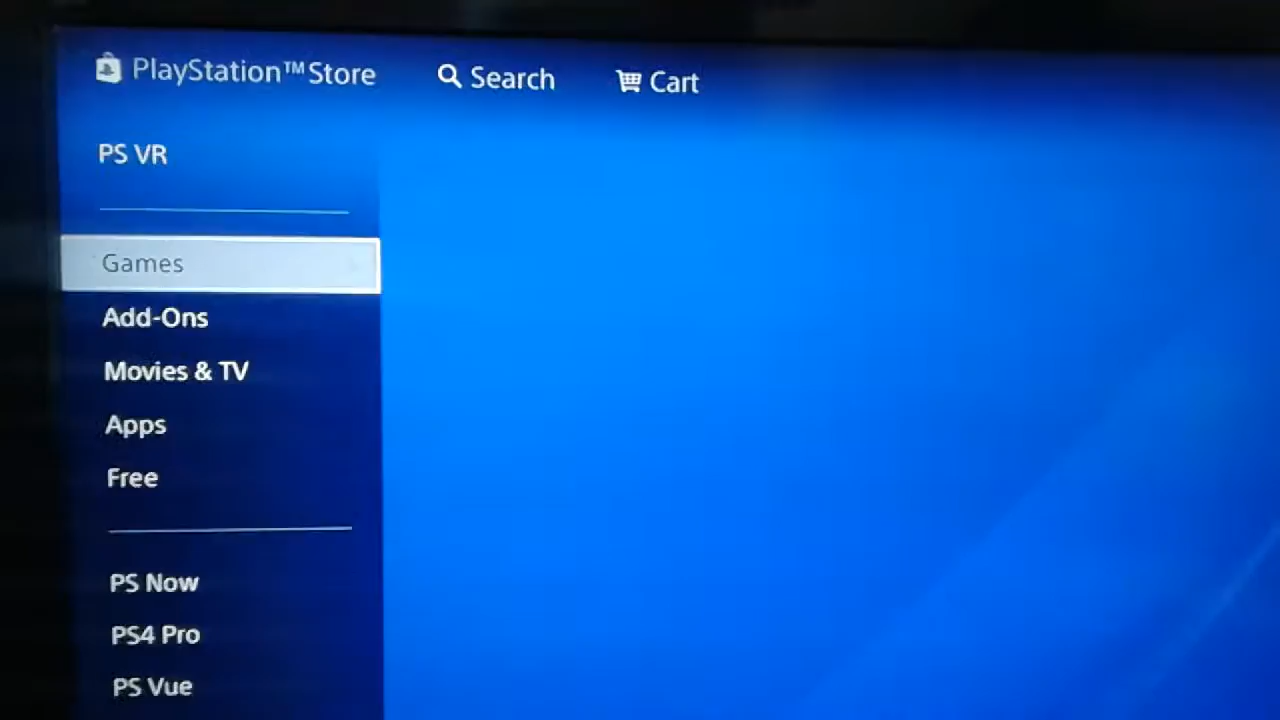 PlayStation™Store
Search
Cart
PS VR
Games
Add-Ons
Movies & TV
Apps
Free
PS Now
PS4 Pro
PS Vue